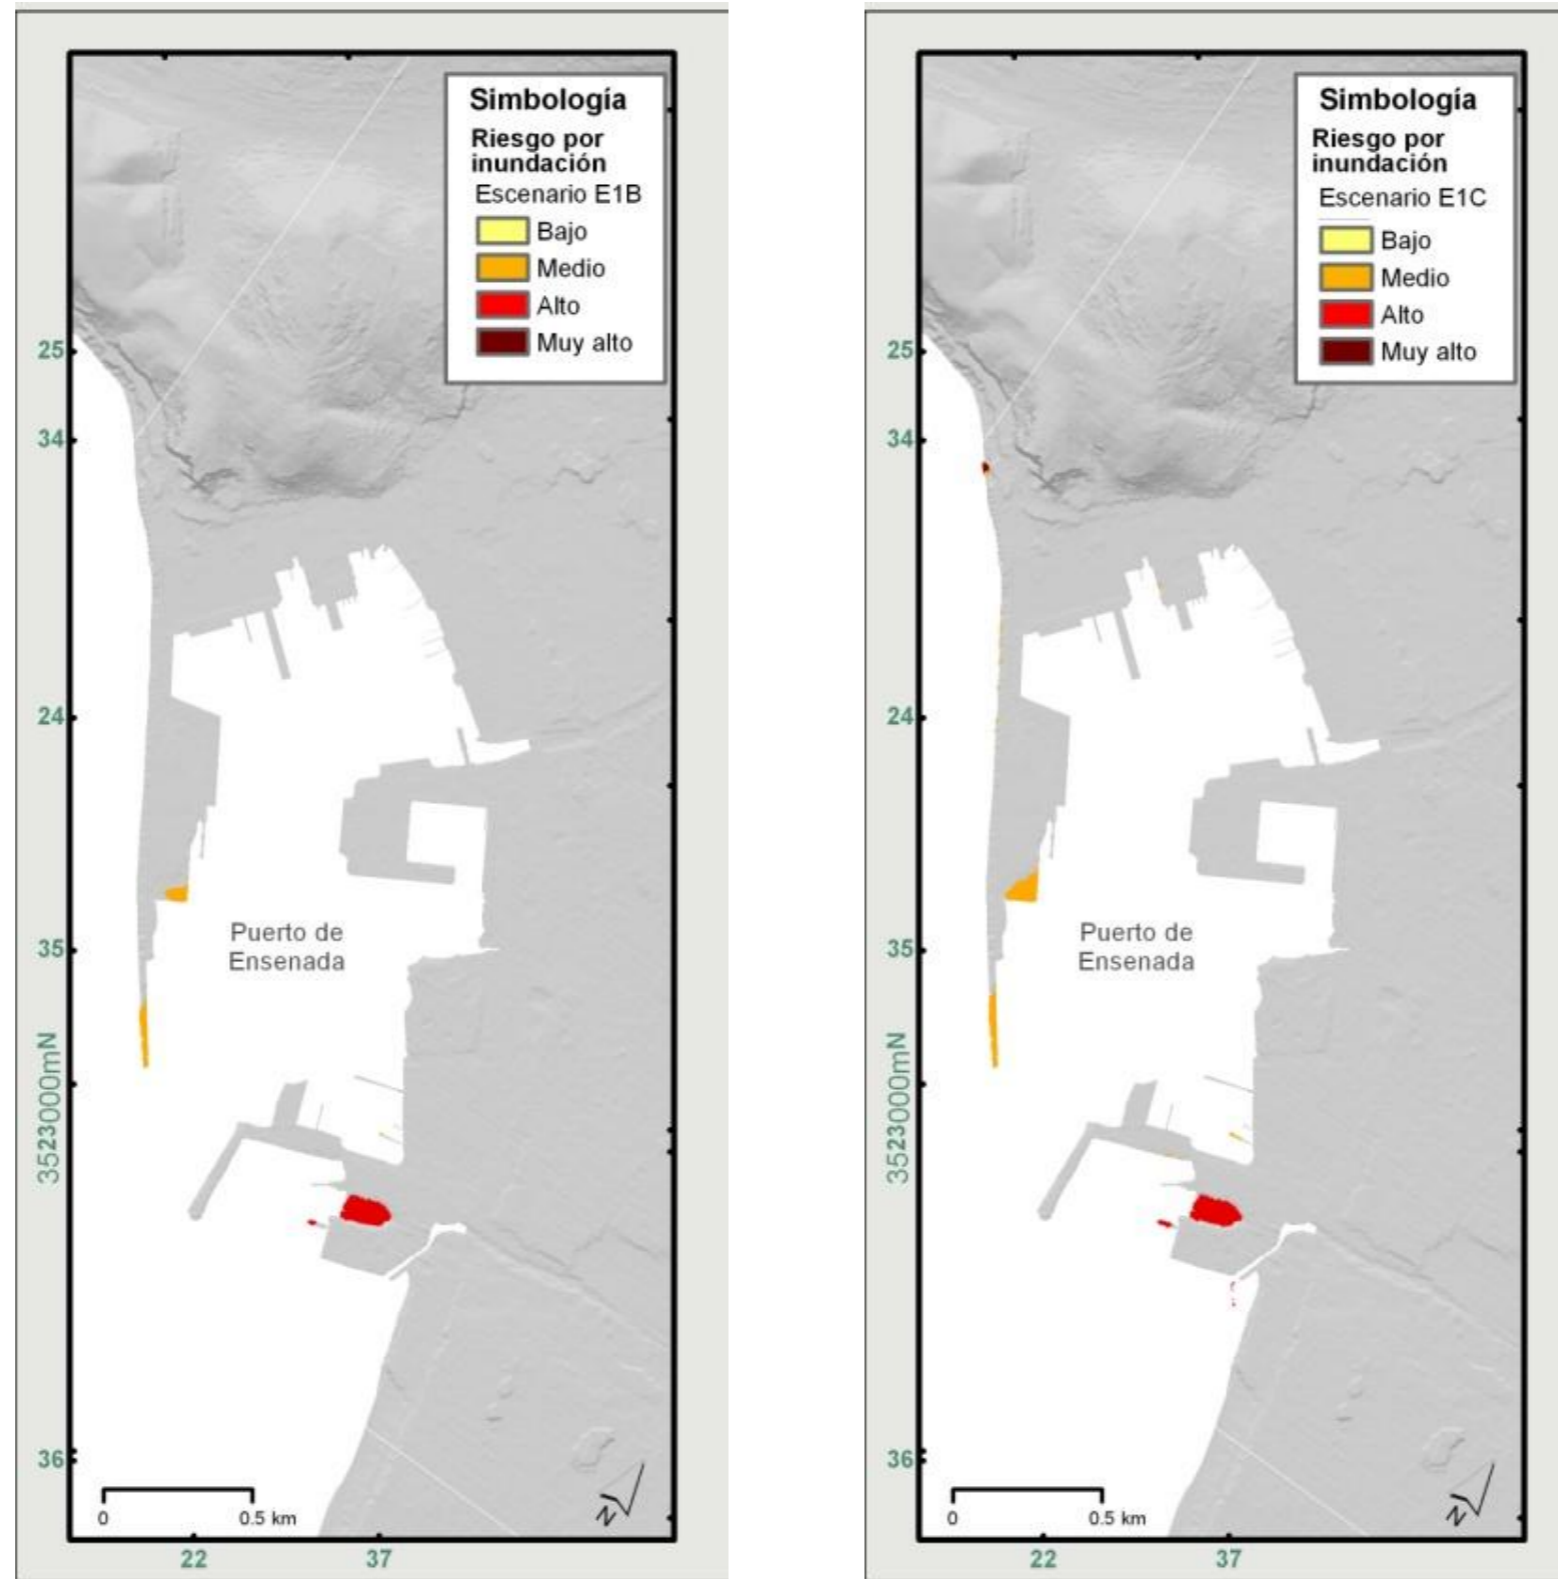 Simbología
Riesgo por
inundación
Escenario E1B
Bajo
Medio
Alto
Muy alto
25
34
24
35
3523000mN
36
Puerto de
Ensenada
0
0.5 km
N
22
37
Simbología
Riesgo por
inundación
Escenario E1C
Bajo
Medio
Alto
Muy alto
25
34
24
35
3523000mN
36
Puerto de
Ensenada
0
0.5 km
N
22
37